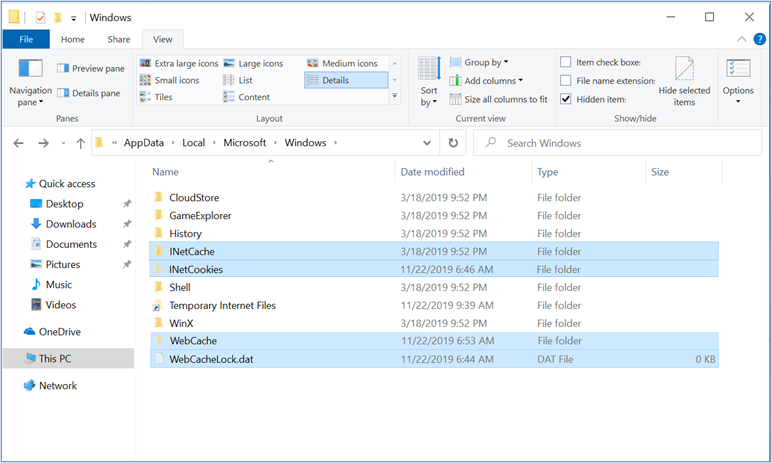 Windows
File Home Share View
Navigation pane
Preview pane
Details pane
Panes
Extra large icons Large icons Medium icons
Small icons List Details
Tiles Content
Layout
Sort by
Group by
Add columns
Size all columns to fit
Current view
Item check boxe:
File name extension:
Hidden item:
Hide selected items
Show/hide
Options
« AppData > Local > Microsoft > Windows >
Search Windows
Quick access
Desktop
Downloads
Documents
Pictures
Music
Videos
OneDrive
This PC
Network
Name Date modified Type Size
CloudStore 3/18/2019 9:52 PM File folder
GameExplorer 3/18/2019 9:52 PM File folder
History 3/18/2019 9:52 PM File folder
INetCache 3/18/2019 9:52 PM File folder
INetCookies 11/22/2019 6:46 AM File folder
Shell 3/18/2019 9:52 PM File folder
Temporary Internet Files 11/22/2019 9:39 AM File folder
WinX 3/18/2019 9:52 PM File folder
WebCache 11/22/2019 6:53 AM File folder
WebCacheLock.dat 11/22/2019 6:44 AM DAT File 0 KB